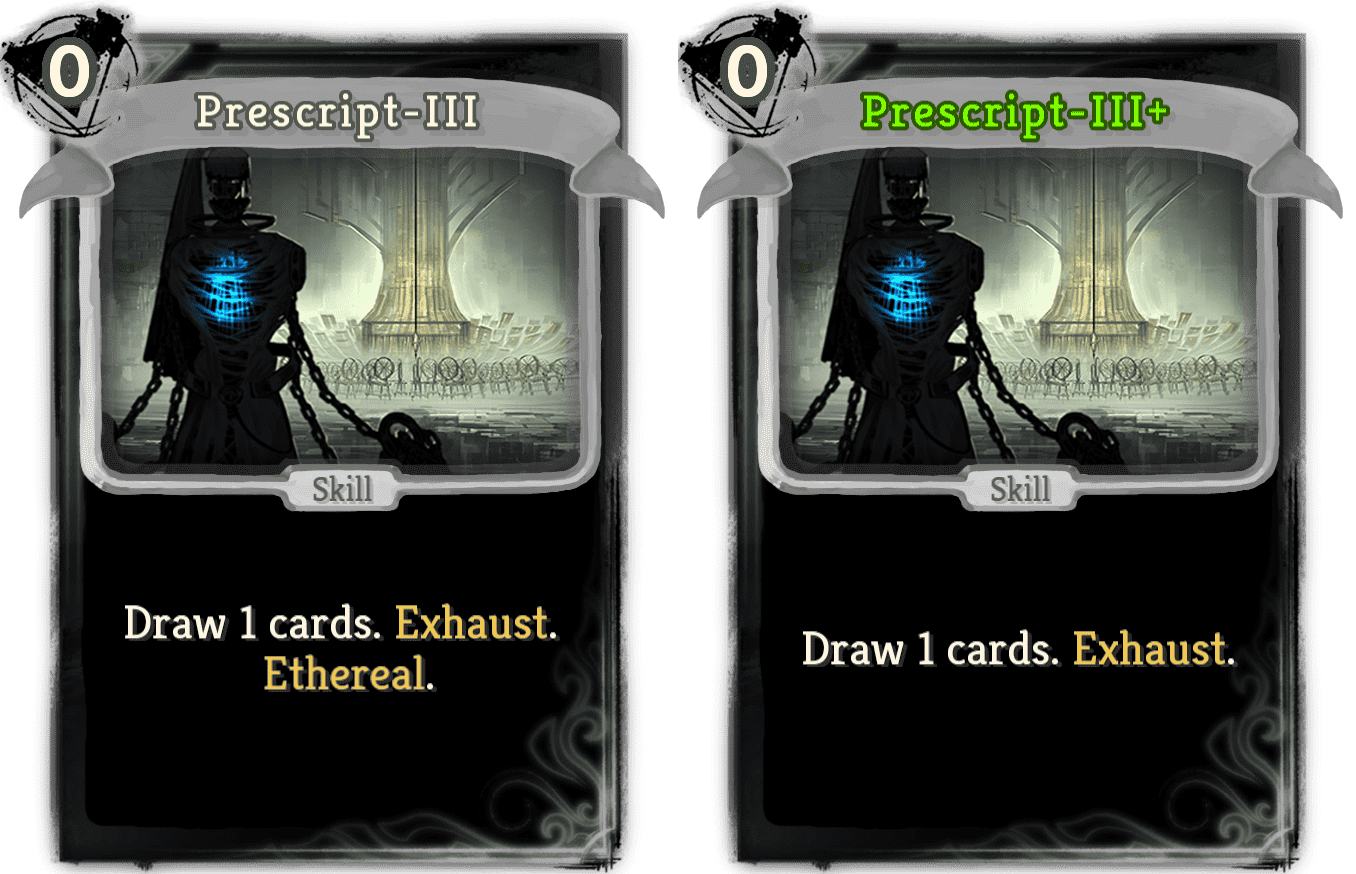 0
Prescript-III
Skill
Draw 1 cards. Exhaust.
Ethereal.
0
Prescript-III+
Skill
Draw 1 cards. Exhaust.